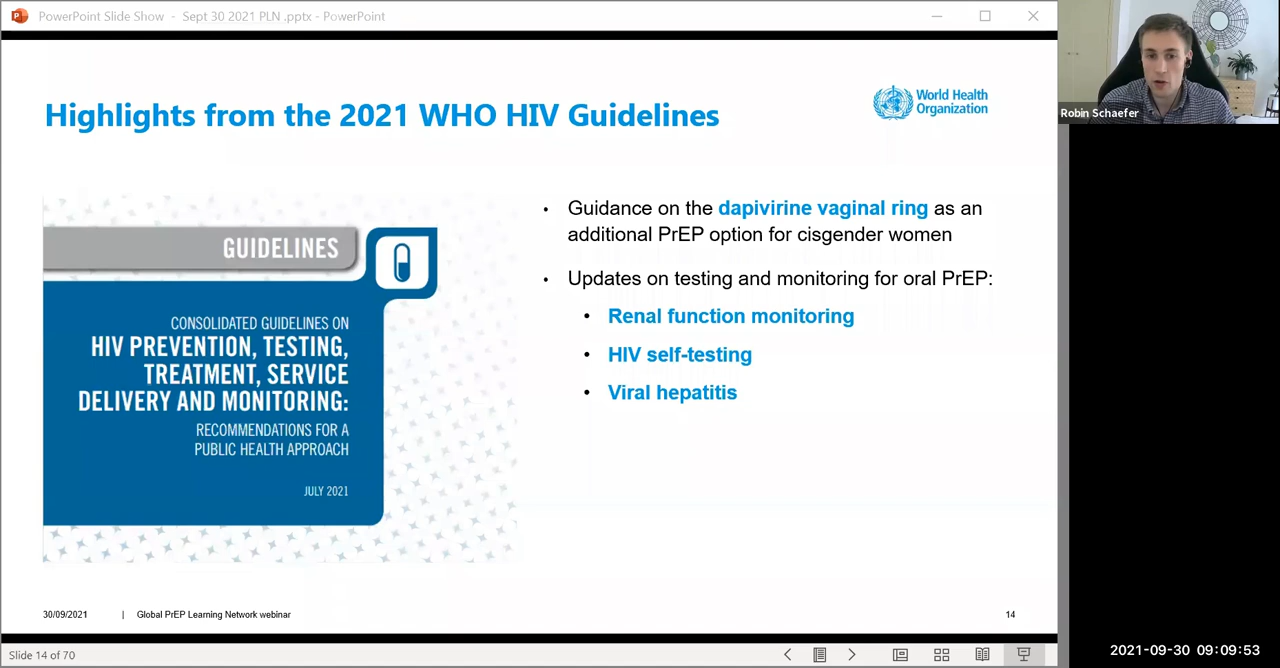 PowerPoint Slide Show - Sept 30 2021 PLN .pptx - PowerPoint
Highlights from the 2021 WHO HIV Guidelines
World Health
Organization
Robin Schaefer
GUIDELINES
CONSOLIDATED GUIDELINES ON
HIV PREVENTION, TESTING,
TREATMENT, SERVICE
DELIVERY AND MONITORING:
RECOMMENDATIONS FOR A
PUBLIC HEALTH APPROACH
JULY 2021
• Guidance on the dapivirine vaginal ring as an
additional PrEP option for cisgender women
• Updates on testing and monitoring for oral PrEP:
• Renal function monitoring
• HIV self-testing
• Viral hepatitis
30/09/2021 | Global PrEP Learning Network webinar
14
Slide 14 of 70
2021-09-30 09:09:53